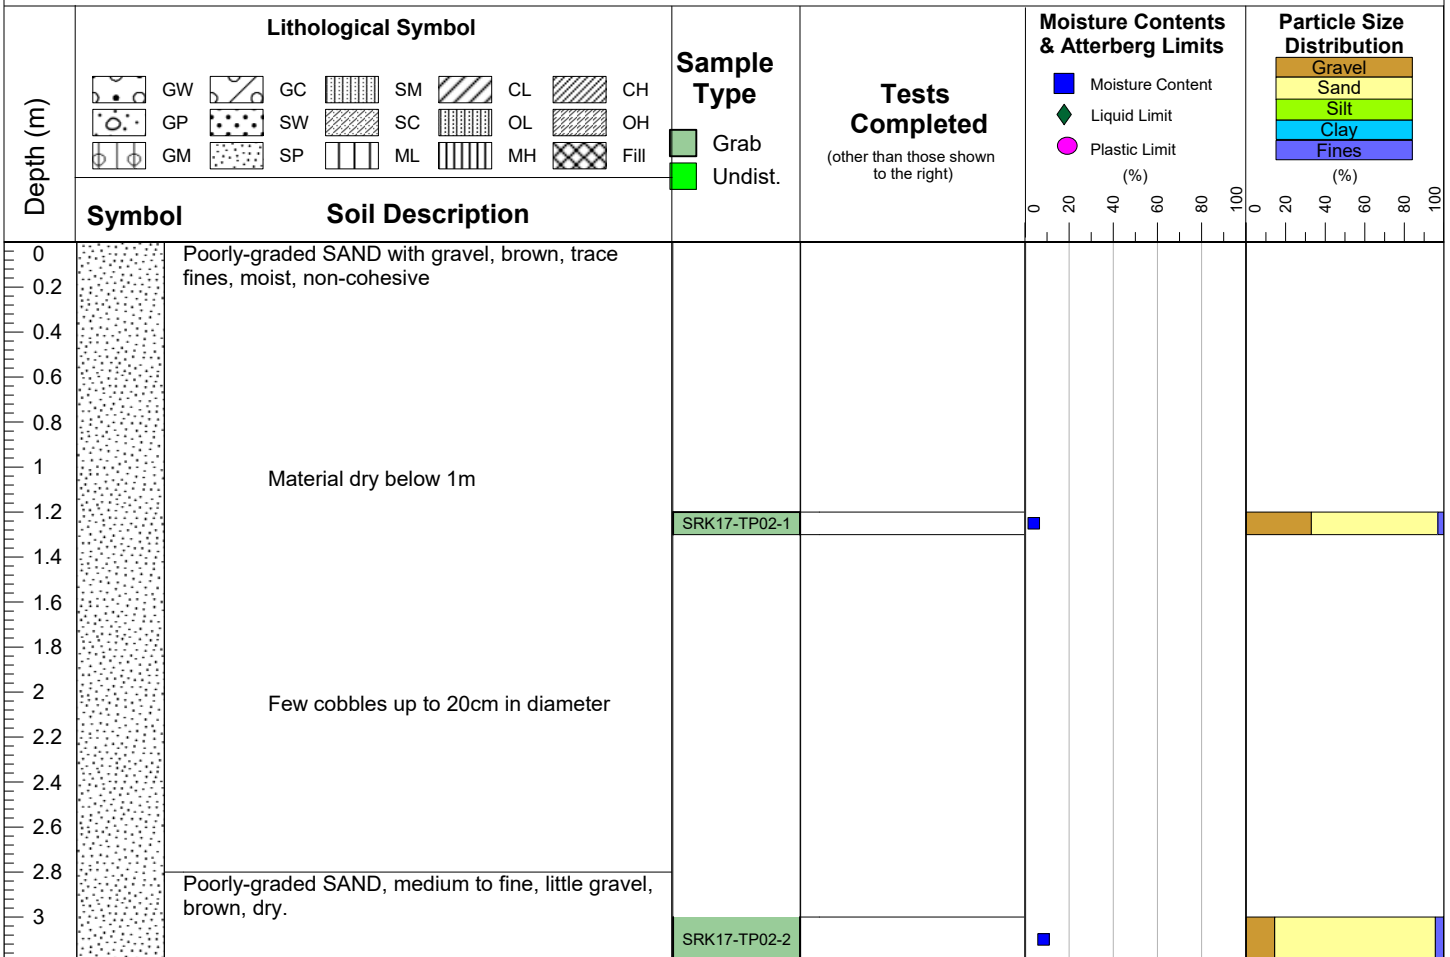 Depth (m)
Lithological Symbol
GW GC SM CL CH
GP SW SC OL OH
GM SP ML MH Fill
Symbol
Soil Description
Sample
Type
Grab
Undist.
Tests
Completed
(other than those shown
to the right)
Moisture Contents
& Atterberg Limits
Moisture Content
Liquid Limit
Plastic Limit
(%)
0 20 40 60 80 100
Particle Size
Distribution
Gravel
Sand
Silt
Clay
Fines
(%)
0 20 40 60 80 100
0
Poorly-graded SAND with gravel, brown, trace
fines, moist, non-cohesive
0.2
0.4
0.6
0.8
1
Material dry below 1m
1.2
SRK17-TP02-1
1.4
1.6
1.8
2
Few cobbles up to 20cm in diameter
2.2
2.4
2.6
2.8
Poorly-graded SAND, medium to fine, little gravel,
brown, dry.
3
SRK17-TP02-2